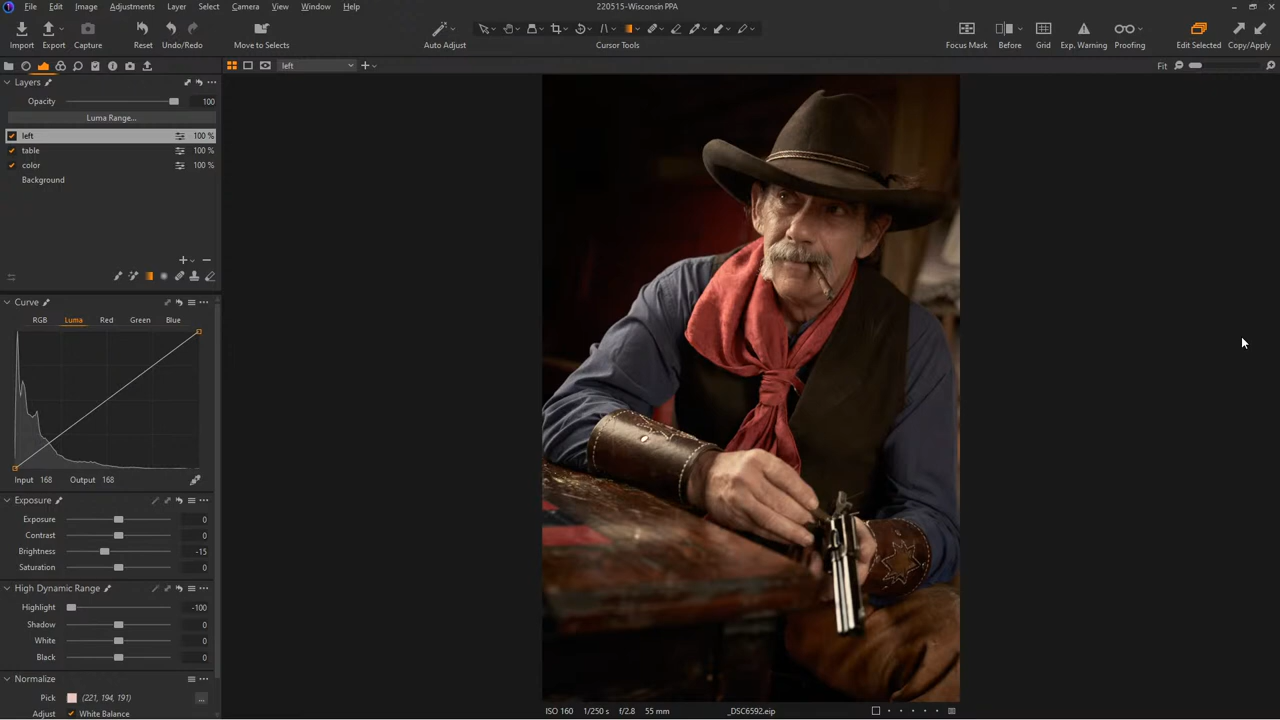 220515-Wisconsin PPA
File Edit Image Adjustments Layer Select Camera View Window Help
Import Export Capture Reset Undo/Redo Move to Selects Auto Adjust Cursor Tools Focus Mask Before Grid Exp. Warning Proofing Edit Selected Copy/Apply
left Fit
Layers
Opacity 100
Luma Range...
left 100 %
table 100 %
color 100 %
Background
Curve
RGB Luma Red Green Blue
Input 168 Output 168
Exposure
Exposure 0
Contrast 0
Brightness -15
Saturation 0
High Dynamic Range
Highlight -100
Shadow 0
White 0
Black 0
Normalize
Pick (221, 194, 191) ...
Adjust White Balance
ISO 160 1/250 s f/2.8 55 mm _DSC6592.eip